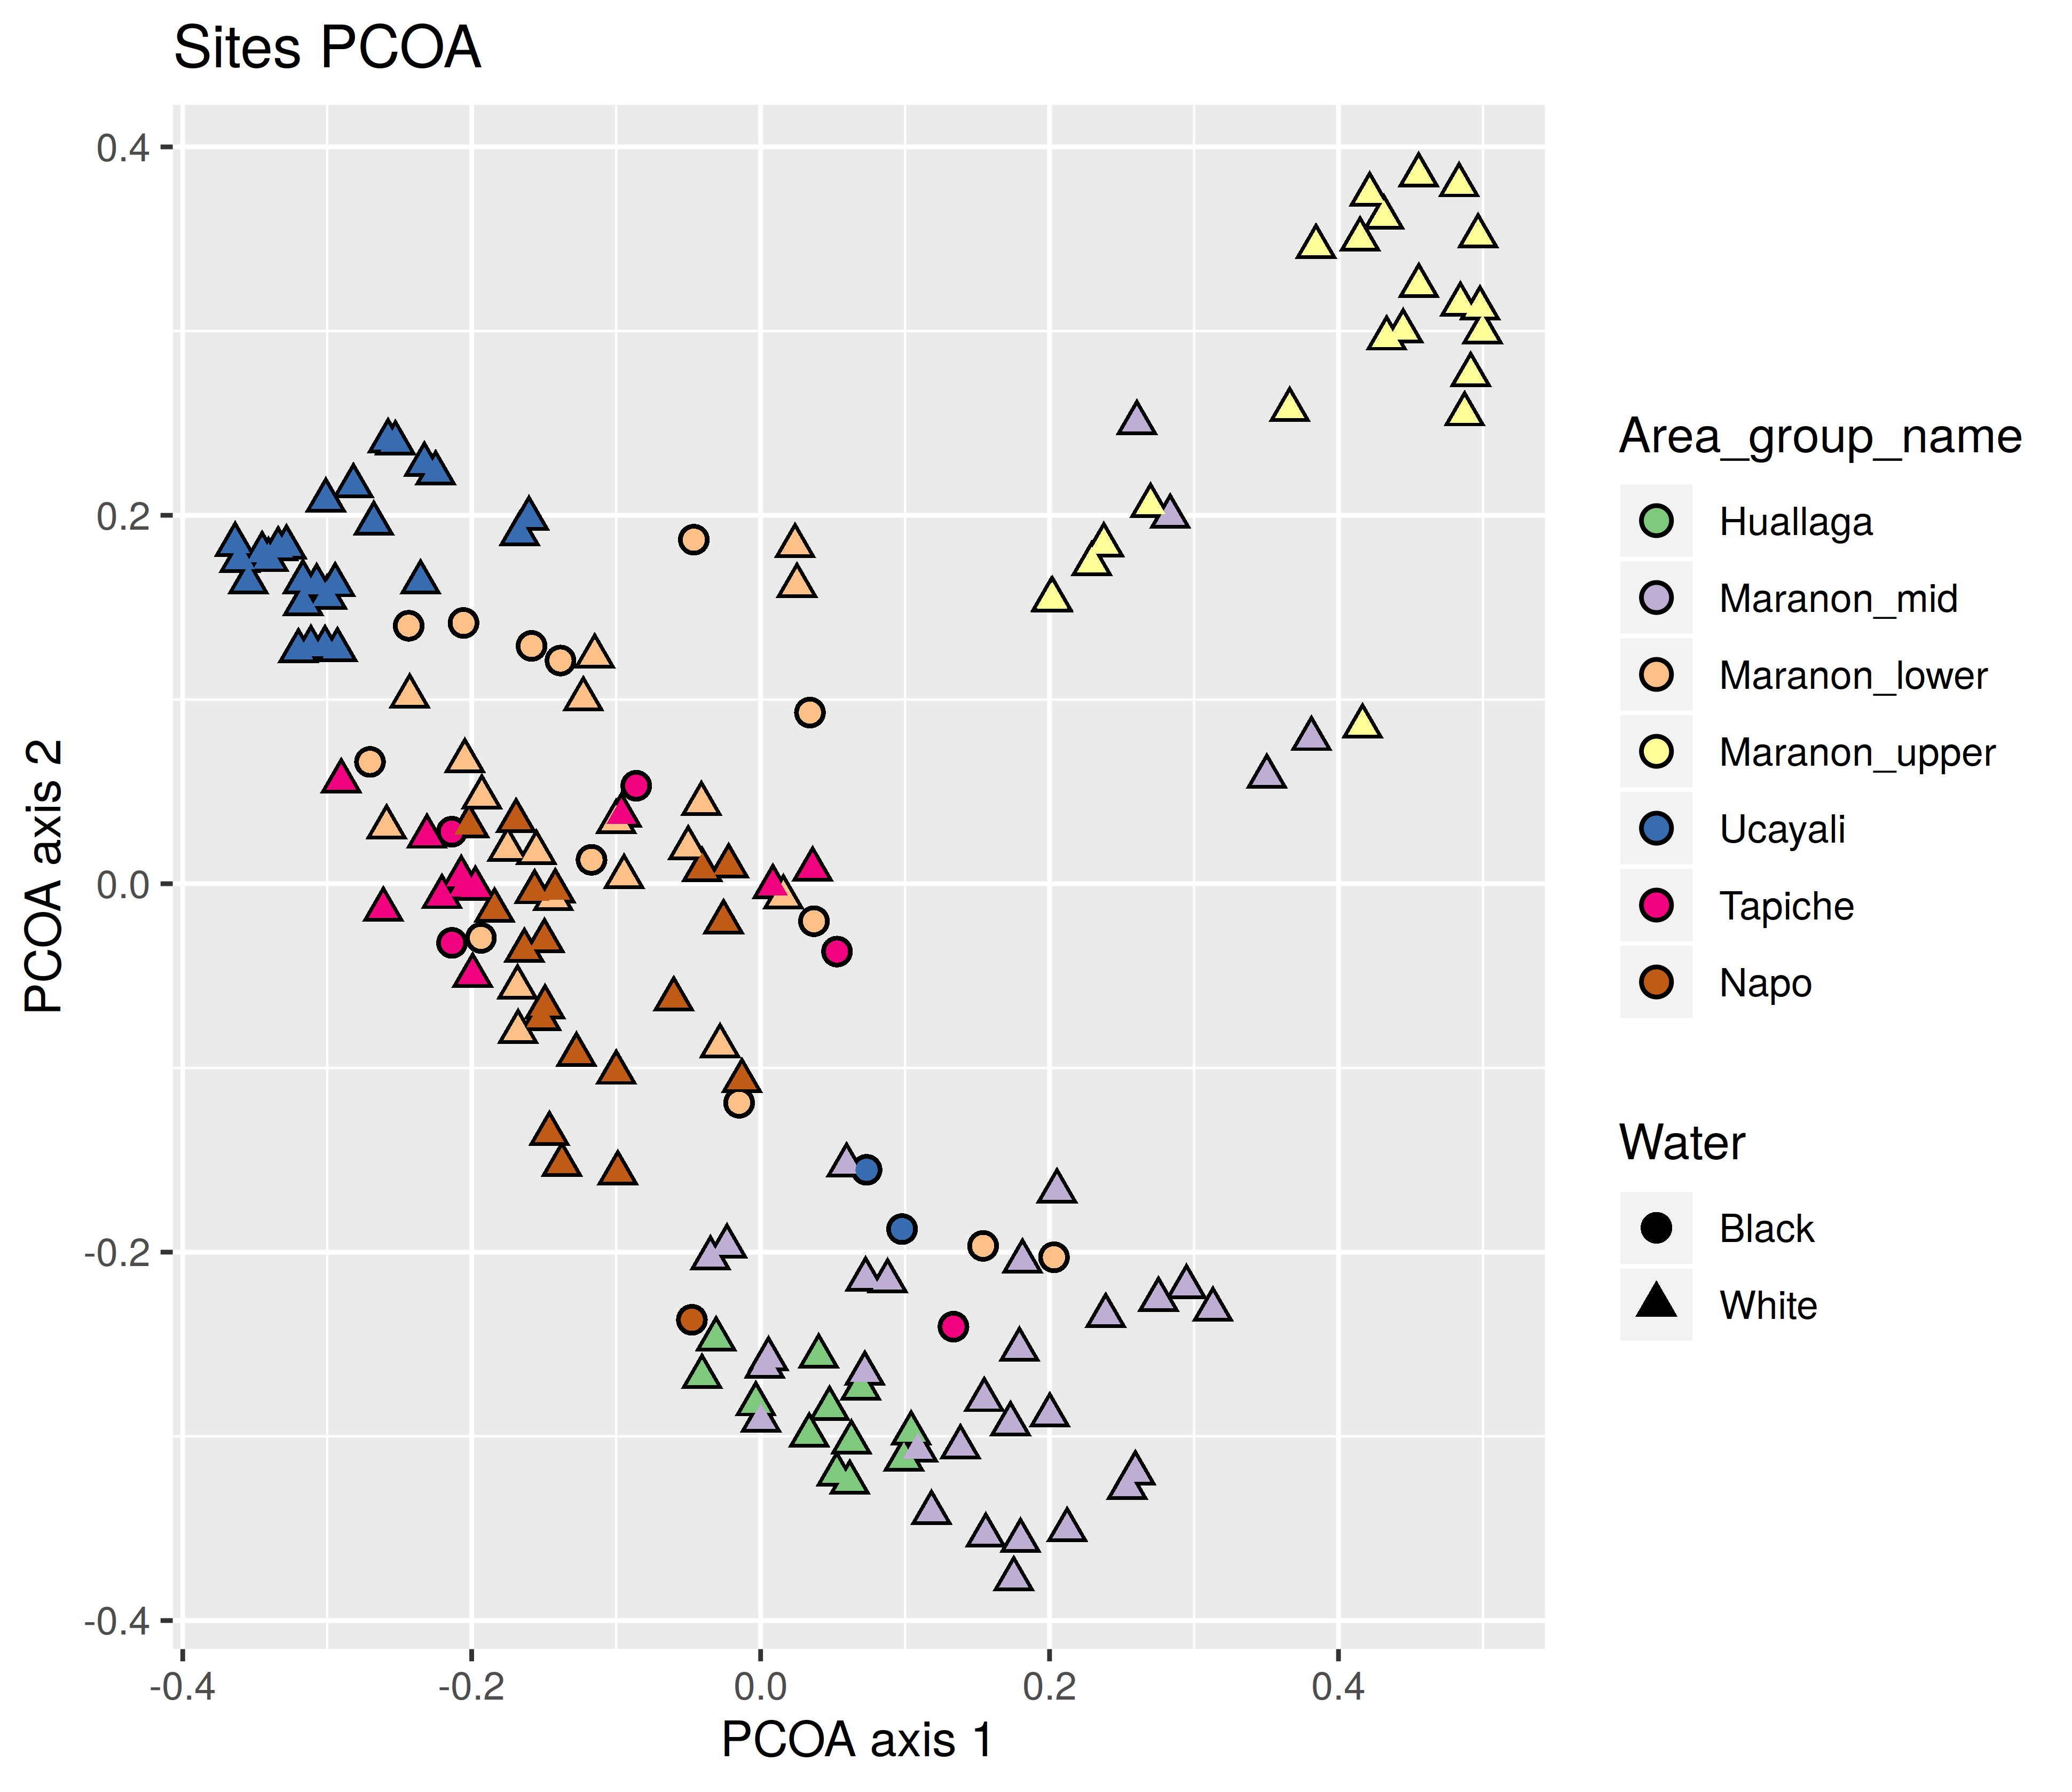 Sites PCOA
0.4
0.2
0.0
-0.2
-0.4
PCOA axis 2
-0.4
-0.2
0.0
0.2
0.4
PCOA axis 1
Area_group_name
Huallaga
Maranon_mid
Maranon_lower
Maranon_upper
Ucayali
Tapiche
Napo
Water
Black
White